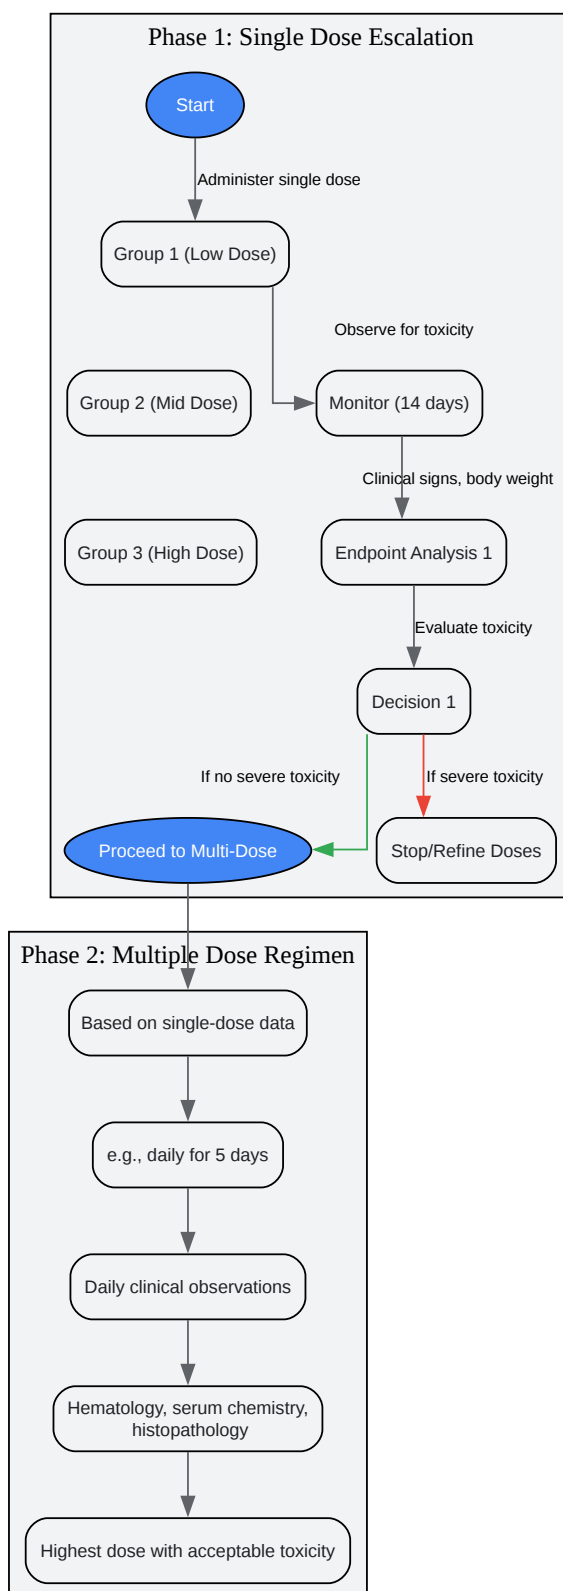 Phase 1: Single Dose Escalation
Start
Administer single dose
Group 1 (Low Dose)
Observe for toxicity
Group 2 (Mid Dose)
Monitor (14 days)
Clinical signs, body weight
Group 3 (High Dose)
Endpoint Analysis 1
Evaluate toxicity
Decision 1
If no severe toxicity
If severe toxicity
Proceed to Multi-Dose
Stop/Refine Doses
Phase 2: Multiple Dose Regimen
Based on single-dose data
e.g., daily for 5 days
Daily clinical observations
Hematology, serum chemistry,
histopathology
Highest dose with acceptable toxicity